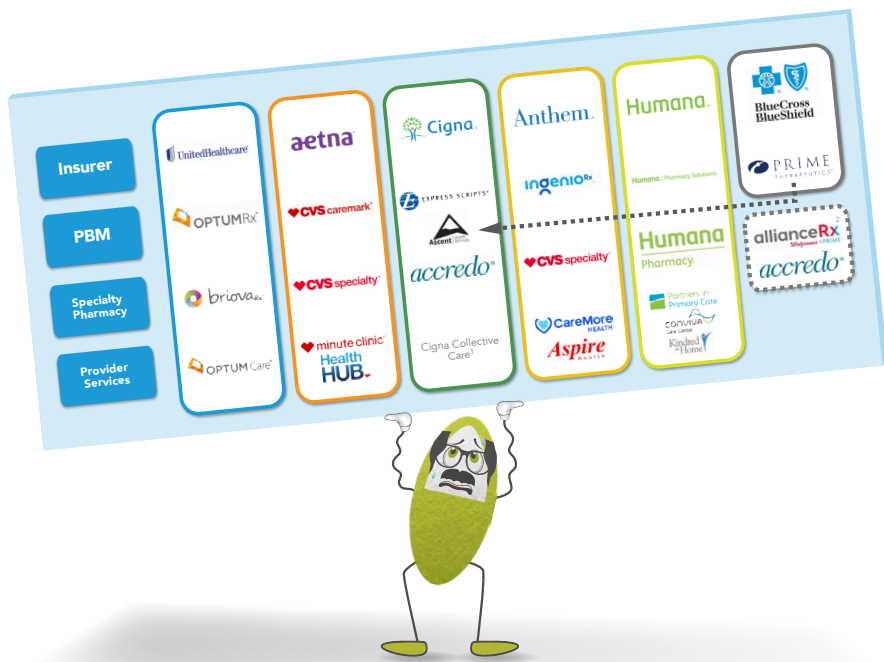 Insurer
PBM
Specialty
Pharmacy
Provider
Services
UnitedHealthcare
OPTUMRx
briovaRx
OPTUM Care
aetna
CVS caremark
CVS specialty
minute clinic
Health
HUB
Cigna.
EXPRESS SCRIPTS
Ascent
accredo
Cigna Collective
Care1
Anthem.
ingenioRx
CVS specialty
CareMore
HEALTH
Aspire
Health
Humana.
Humana Pharmacy Solutions.
Humana
Pharmacy.
Partners in
Primary Care.
CONVIVA
Care Center
Kindred
at Home
BlueCross
BlueShield
PRIME
THERAPEUTICS
2
allianceRx
Walgreens + PRIME
accredo